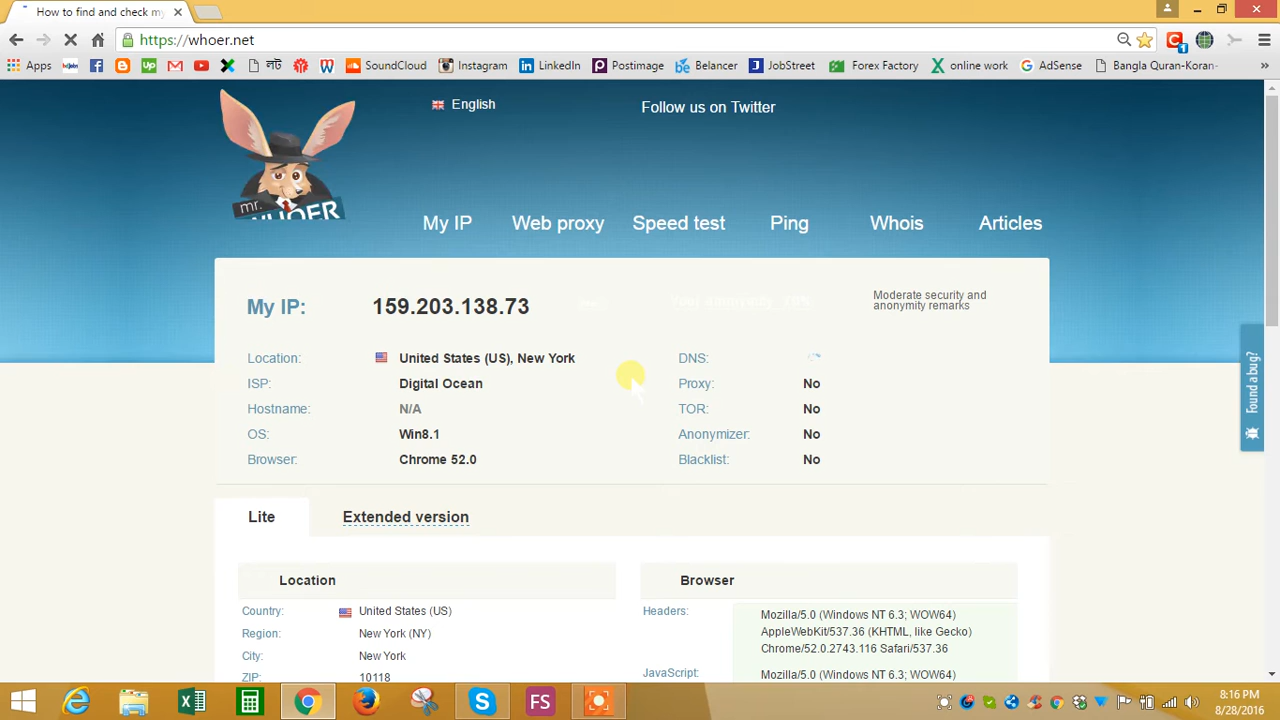 How to find and check my
https://whoer.net
Apps
লট
SoundCloud
Instagram
LinkedIn
Postimage
Belancer
JobStreet
Forex Factory
online work
AdSense
Bangla Quran-Koran-
»
mr.
WHOER
English
Follow us on Twitter
My IP
Web proxy
Speed test
Ping
Whois
Articles
My IP:
159.203.138.73
Moderate security and
anonymity remarks
Location:
United States (US), New York
DNS:
ISP:
Digital Ocean
Proxy:
No
Hostname:
N/A
TOR:
No
OS:
Win8.1
Anonymizer:
No
Browser:
Chrome 52.0
Blacklist:
No
Found a bug?
Lite
Extended version
Location
Browser
Country:
United States (US)
Headers:
Mozilla/5.0 (Windows NT 6.3; WOW64)
Region:
New York (NY)
AppleWebKit/537.36 (KHTML, like Gecko)
Chrome/52.0.2743.116 Safari/537.36
City:
New York
JavaScript:
Mozilla/5.0 (Windows NT 6.3; WOW64)
ZIP:
10118
FS
8:16 PM
8/28/2016